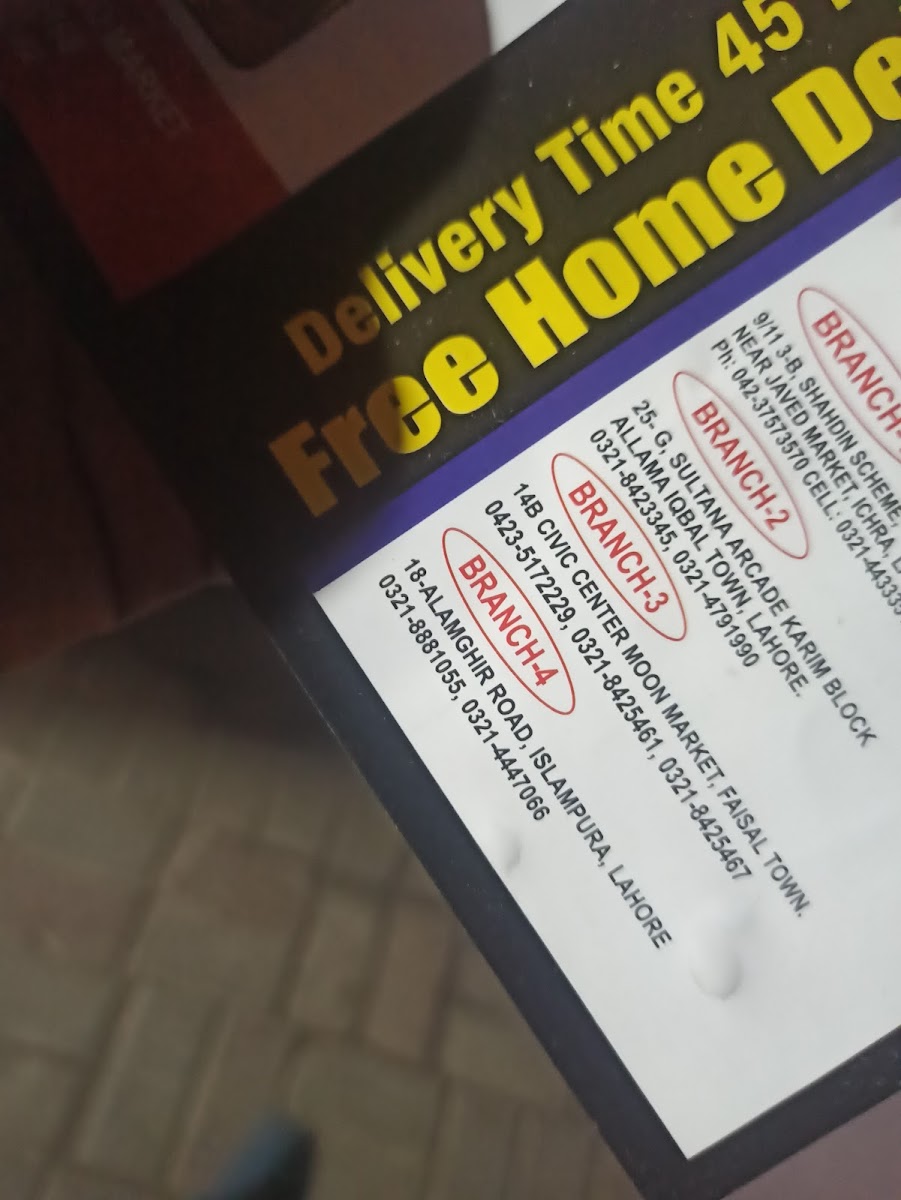 MARKET
Delivery Time 45
Free Home De
BRANCH-
9/11 3-B, SHAHDIN SCHEME,
NEAR JAVED MARKET, ICHRA, L
Ph: 042-37573570 CELL: 0321-443335
BRANCH-2
25- G, SULTANA ARCADE KARIM BLOCK
ALLAMA IQBAL TOWN, LAHORE.
0321-8423345, 0321-4791990
BRANCH-3
14B CIVIC CENTER MOON MARKET, FAISAL TOWN.
0423-5172229, 0321-8425461, 0321-8425467
BRANCH-4
18-ALAMGHIR ROAD, ISLAMPURA, LAHORE
0321-8881055, 0321-4447066